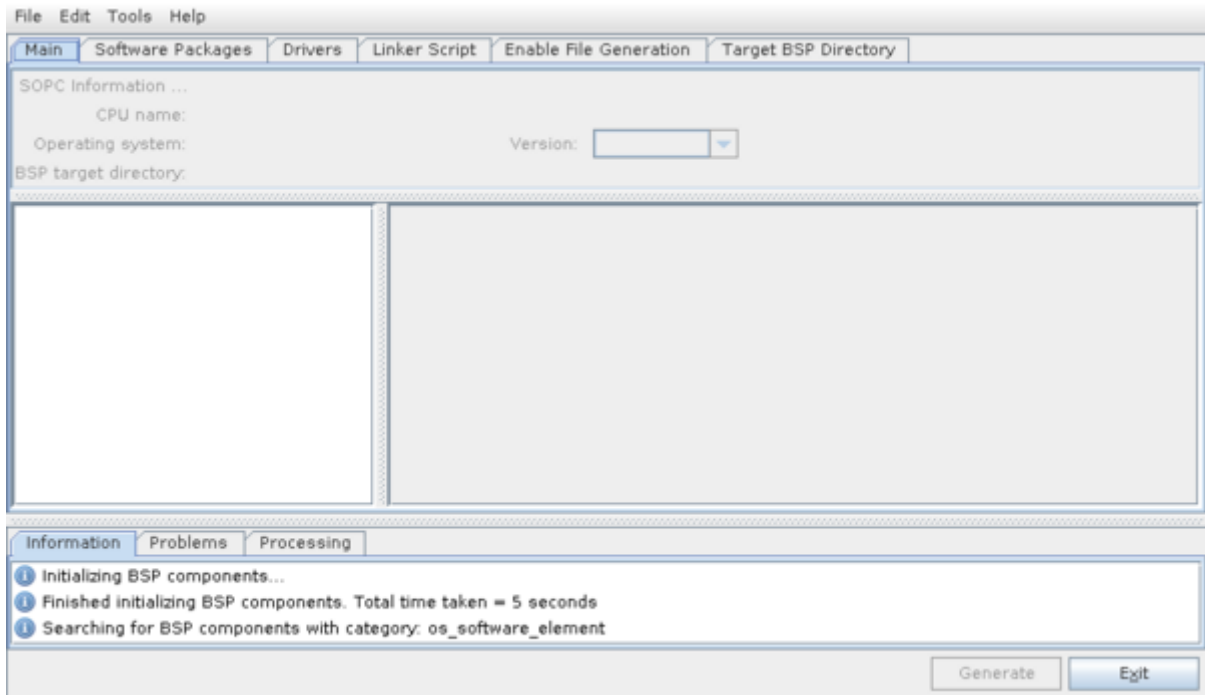 File Edit Tools Help
Main Software Packages Drivers Linker Script Enable File Generation Target BSP Directory
SOPC Information ...
CPU name:
Operating system: Version:
BSP target directory:
Information Problems Processing
Initializing BSP components...
Finished initializing BSP components. Total time taken = 5 seconds
Searching for BSP components with category: os_software_element
Generate Exit